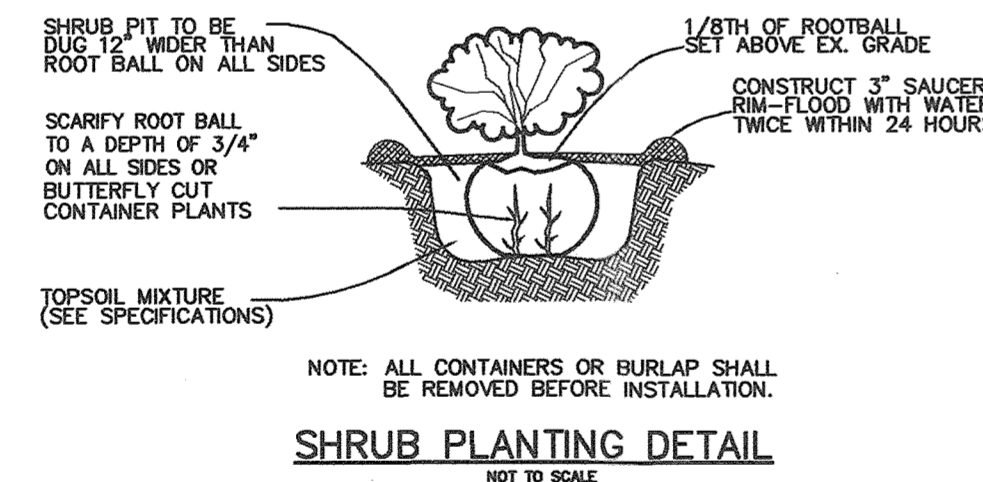 SHRUB PIT TO BE
DUG 12" WIDER THAN
ROOT BALL ON ALL SIDES
1/8TH OF ROOTBALL
SET ABOVE EX. GRADE
CONSTRUCT 3" SAUCER
RIM-FLOOD WITH WATER
TWICE WITHIN 24 HOURS
SCARIFY ROOT BALL
TO A DEPTH OF 3/4"
ON ALL SIDES OR
BUTTERFLY CUT
CONTAINER PLANTS
TOPSOIL MIXTURE
(SEE SPECIFICATIONS)
NOTE: ALL CONTAINERS OR BURLAP SHALL
BE REMOVED BEFORE INSTALLATION.
SHRUB PLANTING DETAIL
NOT TO SCALE